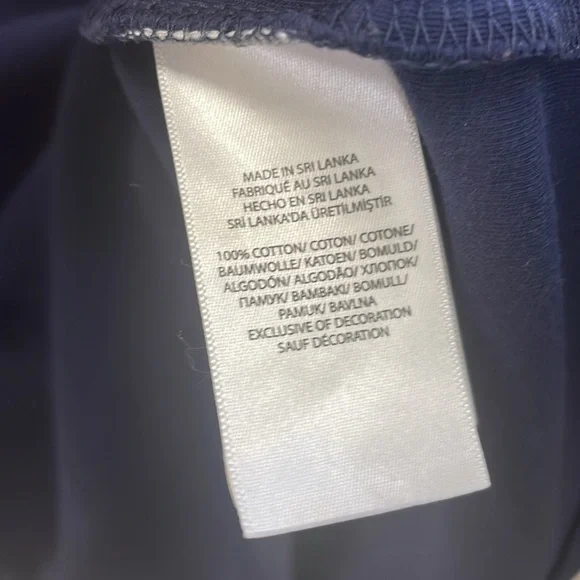 MADE IN SRI LANKA
FABRIQUÉ AU SRI LANKA
HECHO EN SRI LANKA
SRİ LANKA'DA ÜRETİLMİŞTİR
100% COTTON/ COTON/ COTONE/
BAUMWOLLE/ KATOEN/ BOMULD/
ALGODÓN/ ALGODÃO/ ХЛОПОК/
ПАМУК/ ΒΑΜΒΑΚΙ/ BOMULL/
PAMUK/ BAVLNA
EXCLUSIVE OF DECORATION
SAUF DÉCORATION